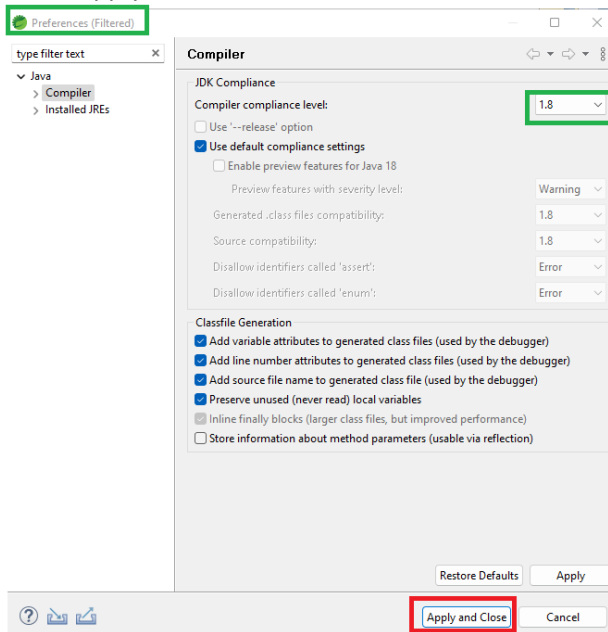 Preferences (Filtered)
type filter text
Java
Compiler
Installed JREs
Compiler
JDK Compliance
Compiler compliance level: 1.8
Use '--release' option
Use default compliance settings
Enable preview features for Java 18
Preview features with severity level: Warning
Generated .class files compatibility: 1.8
Source compatibility: 1.8
Disallow identifiers called 'assert': Error
Disallow identifiers called 'enum': Error
Classfile Generation
Add variable attributes to generated class files (used by the debugger)
Add line number attributes to generated class files (used by the debugger)
Add source file name to generated class file (used by the debugger)
Preserve unused (never read) local variables
Inline finally blocks (larger class files, but improved performance)
Store information about method parameters (usable via reflection)
Restore Defaults Apply
Apply and Close Cancel